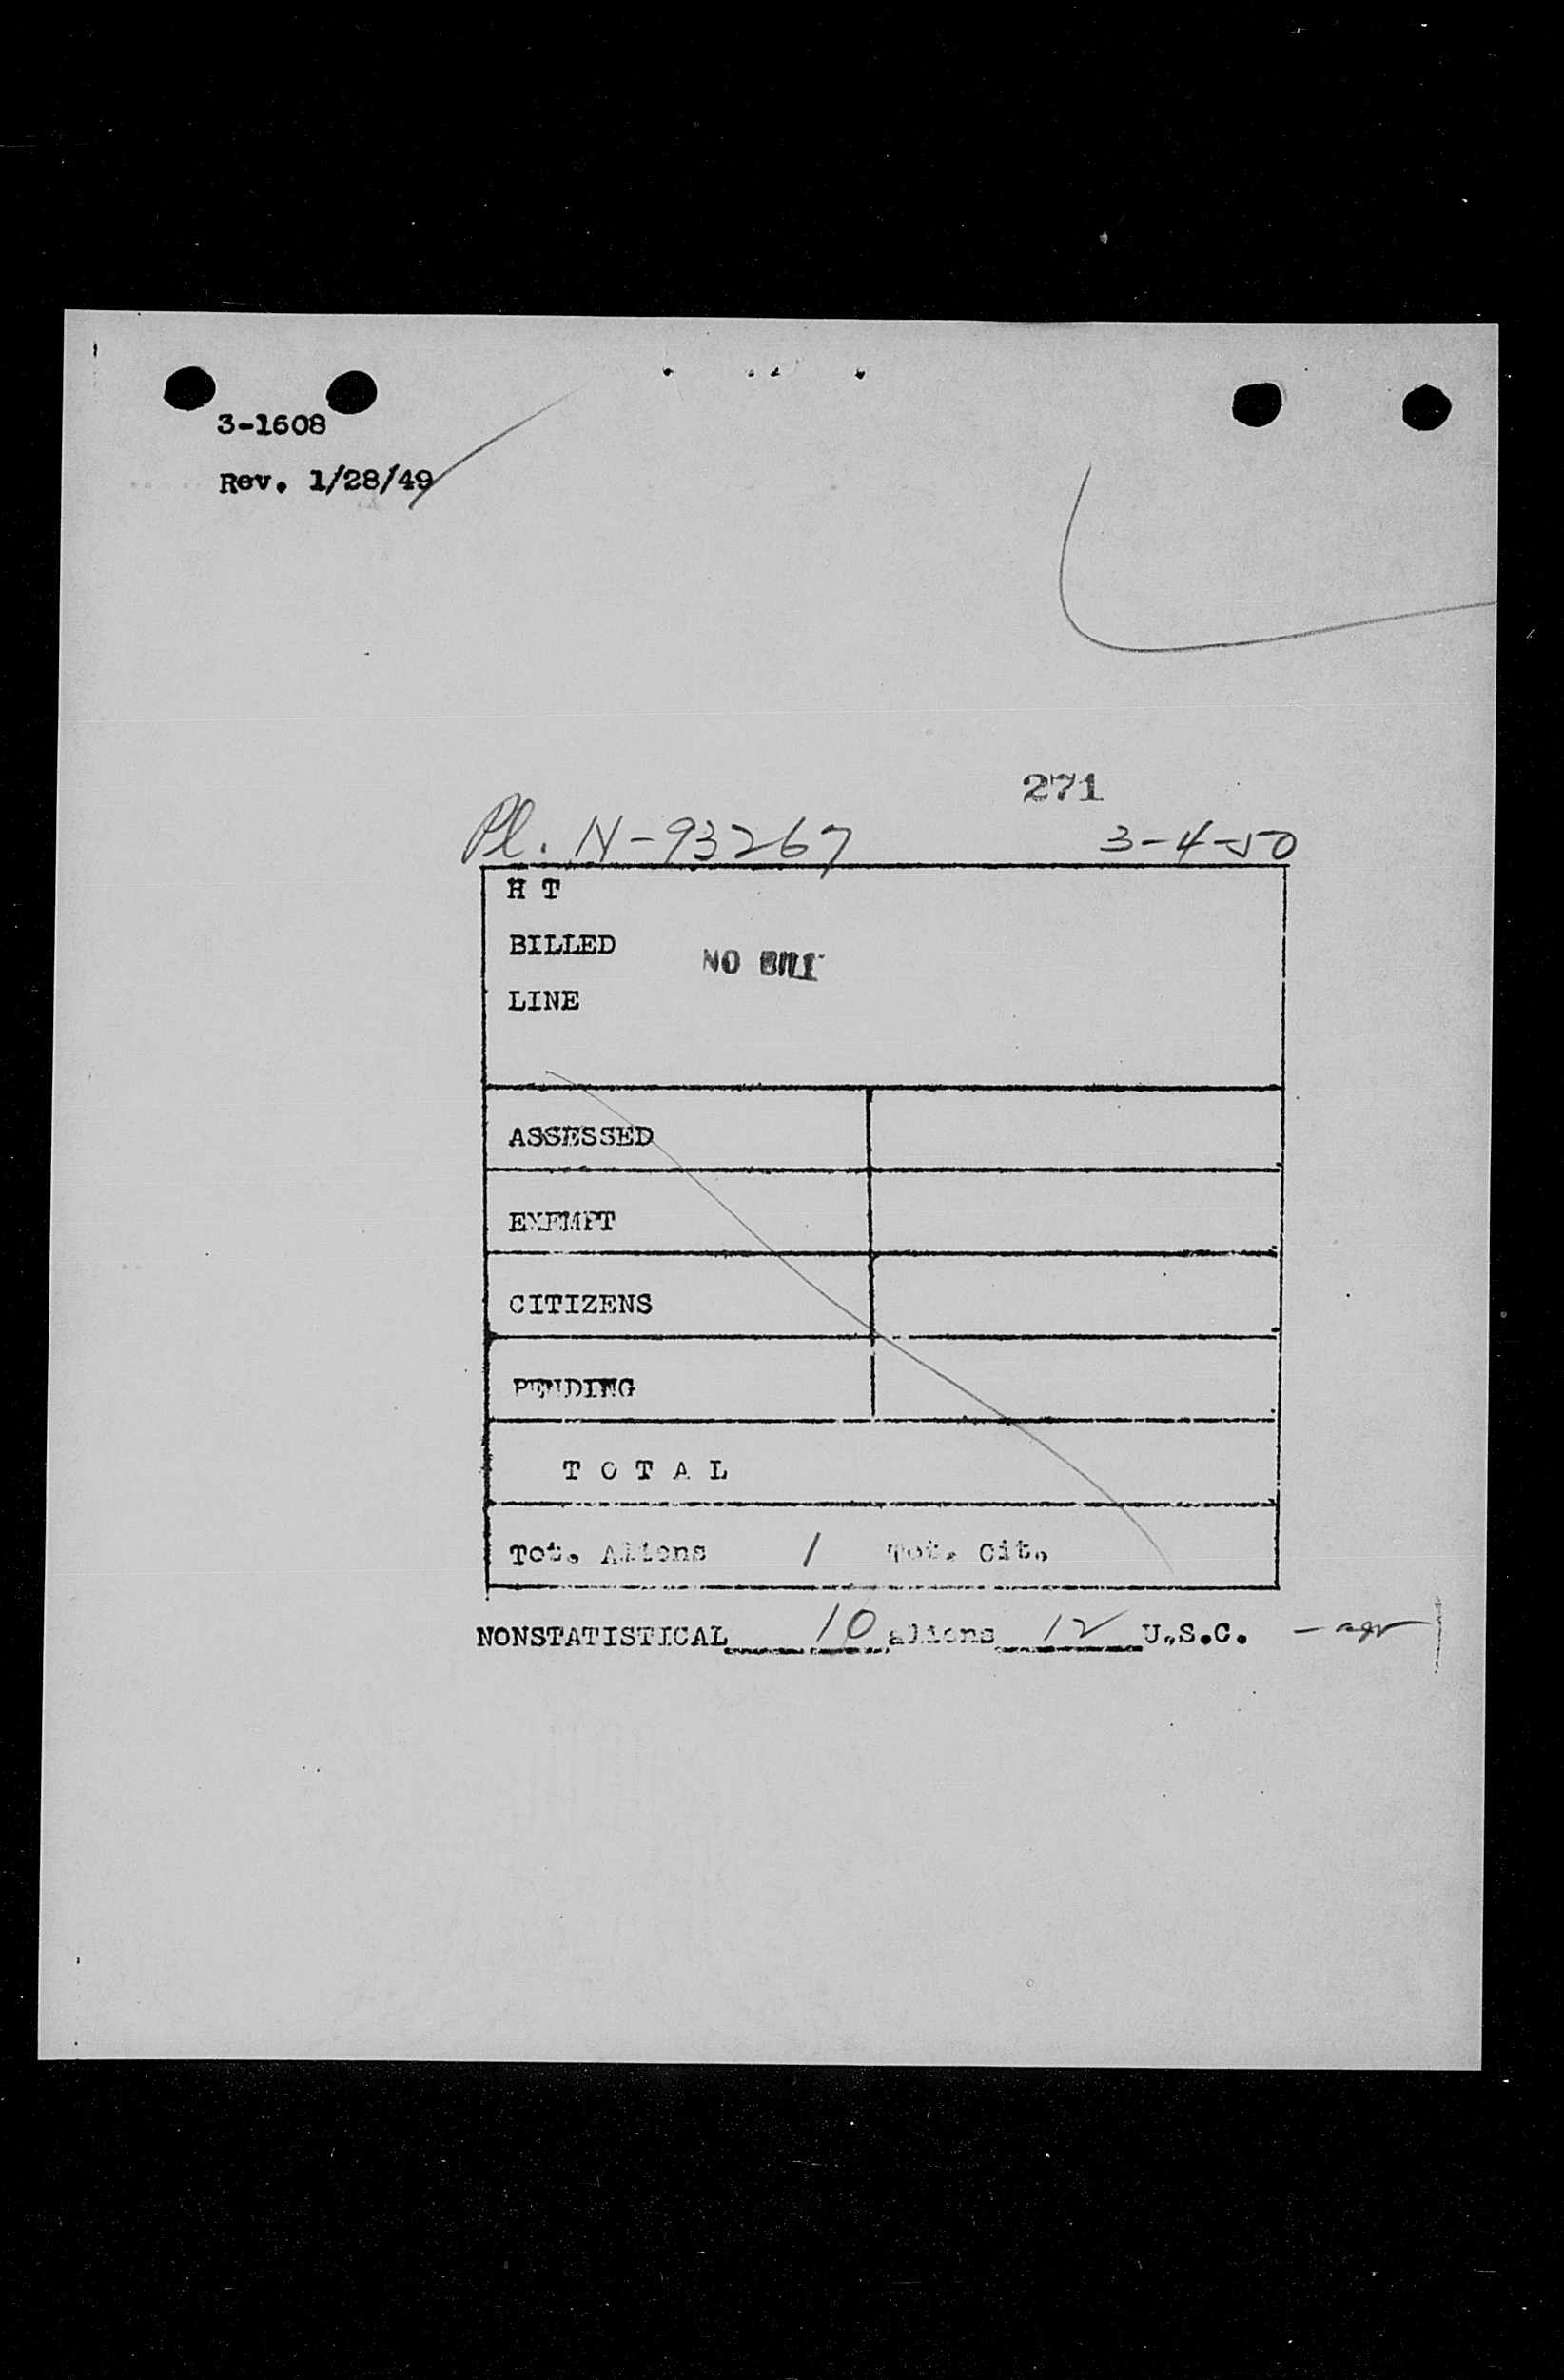 3-1608
Rev. 1/28/49
271
Pl. N-93267 3-4-50
H T
BILLED NO BILL
LINE
ASSESSED
EXEMPT
CITIZENS
PENDING
T O T A L
Tot. Aliens / Tot. Cit.
NONSTATISTICAL 10 aliens 12 U.S.C. -